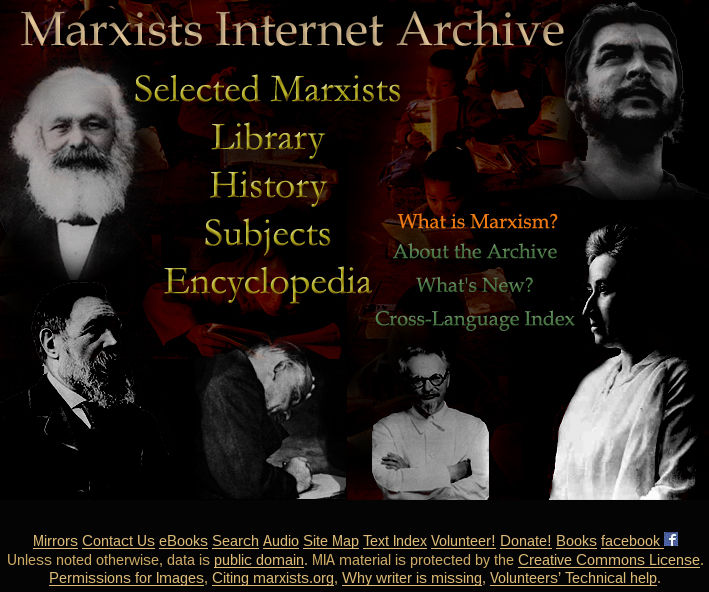 Marxists Internet Archive
Selected Marxists
Library
History
Subjects
Encyclopedia
What is Marxism?
About the Archive
What's New?
Cross-Language Index
Mirrors Contact Us eBooks Search Audio Site Map Text Index Volunteer! Donate! Books facebook f
Unless noted otherwise, data is public domain. MIA material is protected by the Creative Commons License.
Permissions for Images, Citing marxists.org, Why writer is missing, Volunteers' Technical help.